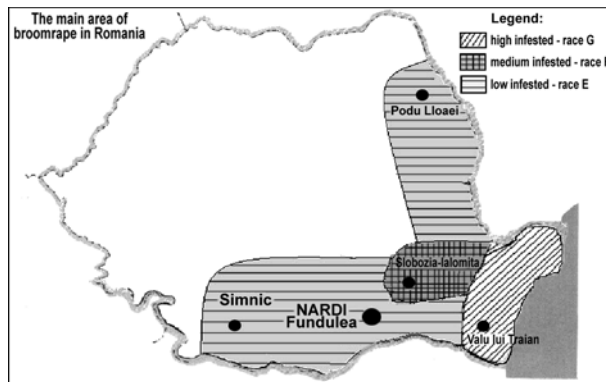 The main area of
broomrape in Romania
Legend:
high infested - race G
medium infested - race
low infested - race E
Podu Lloaei
Slobozia-Ialomita
Simnic
NARDI
Fundulea
Valu lui Traian